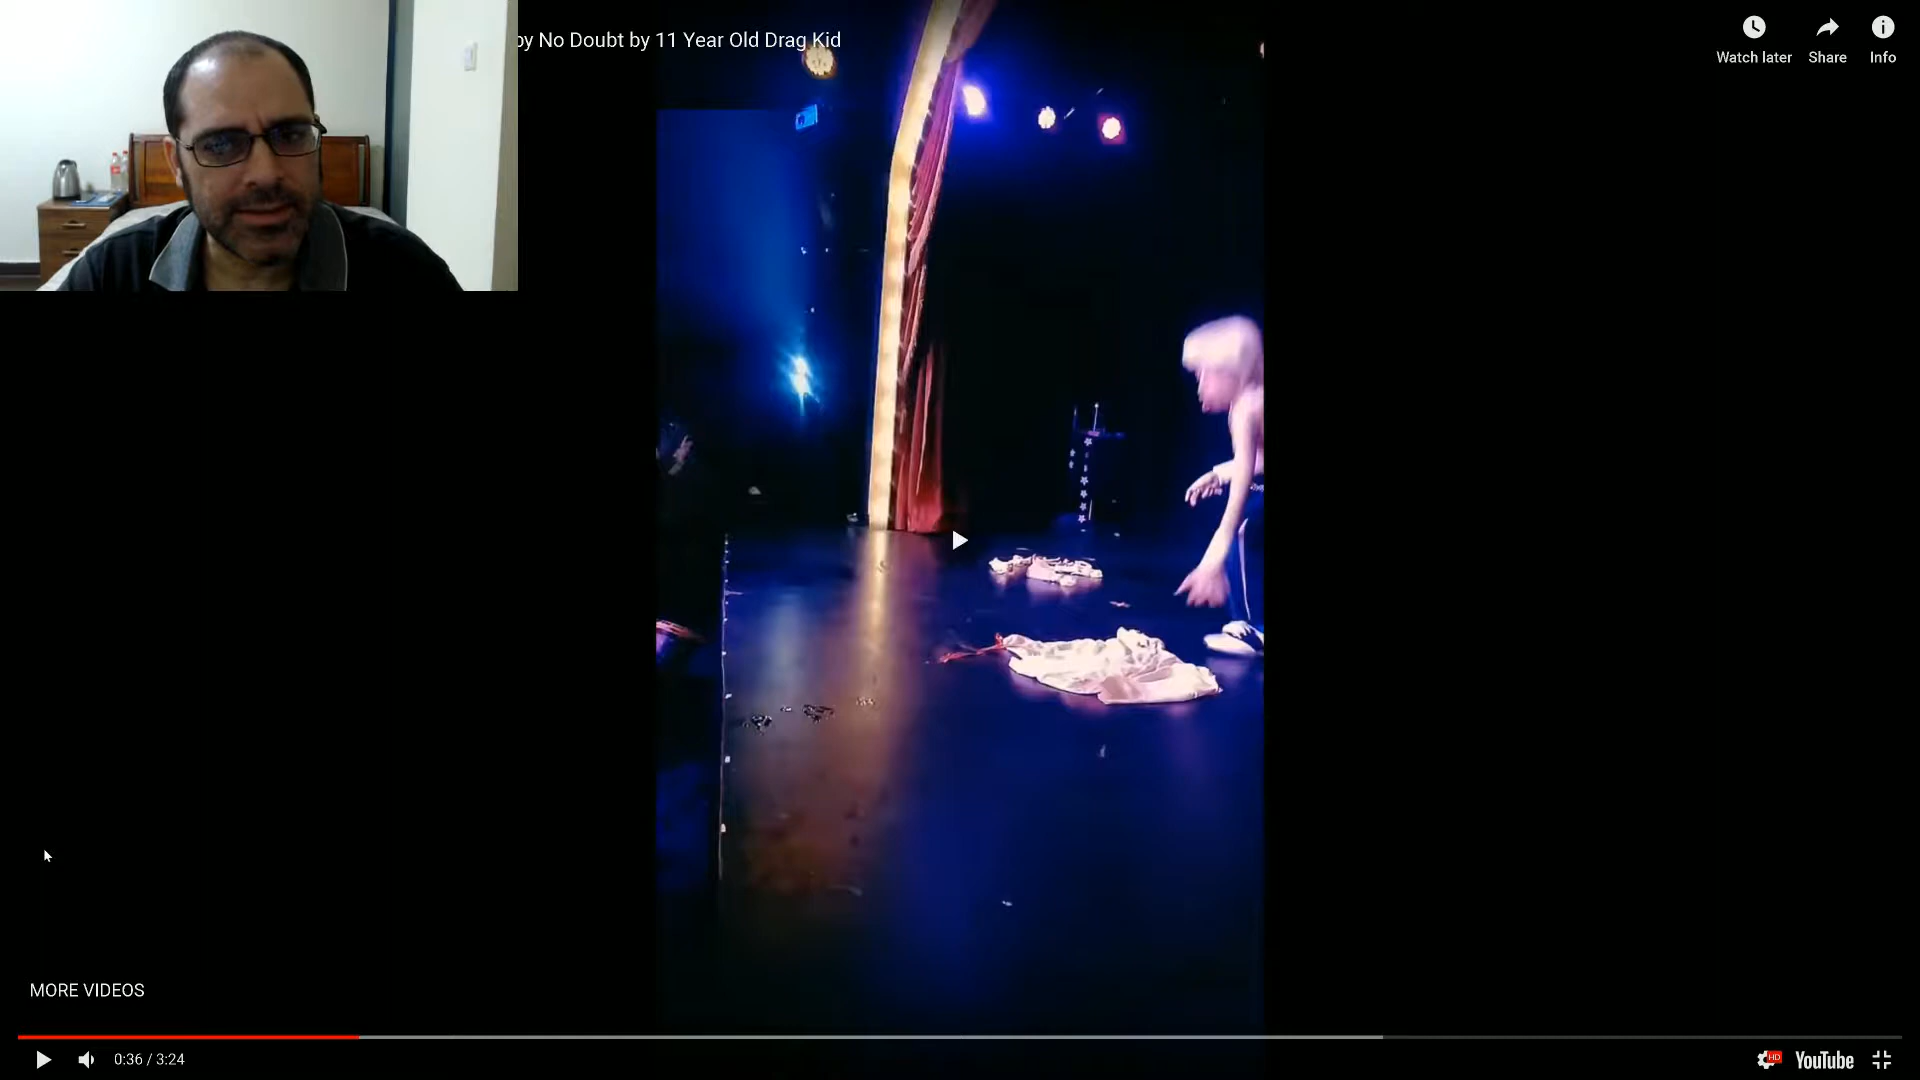 by No Doubt by 11 Year Old Drag Kid
Watch later
Share
Info
MORE VIDEOS
0:36 / 3:24
HD
YouTube